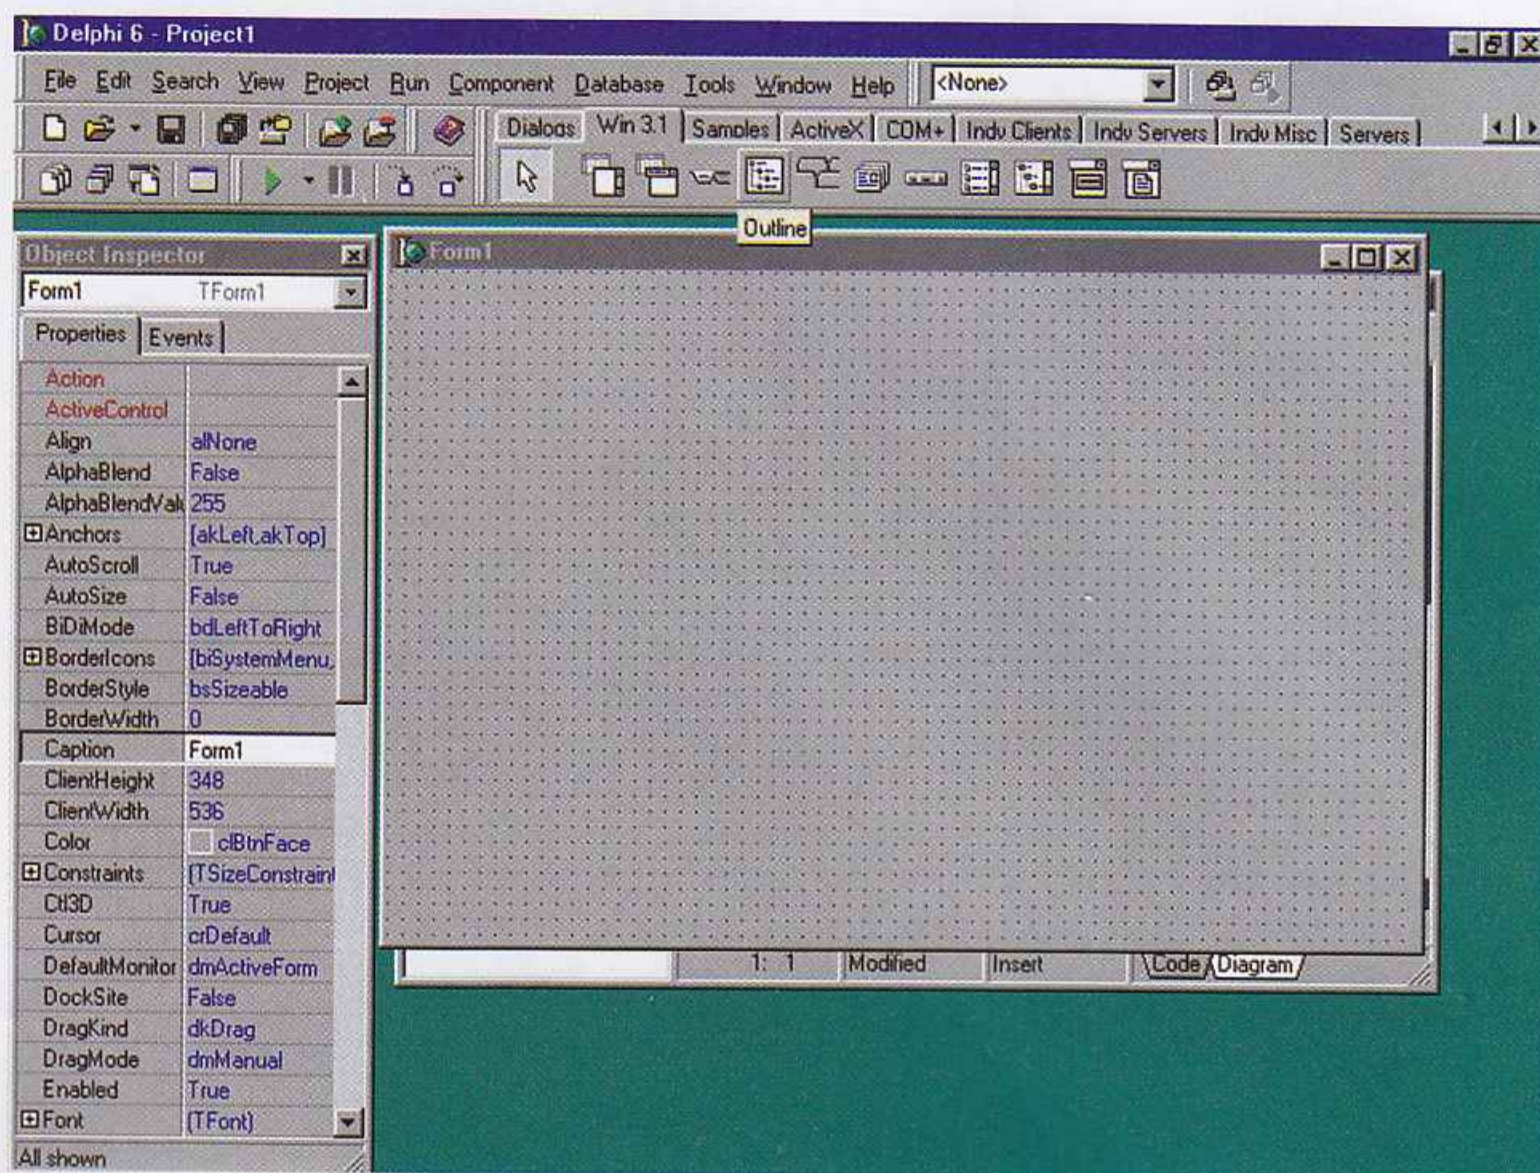 Delphi 6 - Project1
File Edit Search View Project Run Component Database Tools Window Help <None>
Dialogs Win 3.1 Samples ActiveX COM+ Indy Clients Indy Servers Indy Misc Servers
Outline
Object Inspector
Form1 TForm1
Properties Events
Action
ActiveControl
Align alNone
AlphaBlend False
AlphaBlendValu 255
Anchors [akLeft,akTop]
AutoScroll True
AutoSize False
BiDiMode bdLeftToRight
BorderIcons [biSystemMenu,
BorderStyle bsSizeable
BorderWidth 0
Caption Form1
ClientHeight 348
ClientWidth 536
Color clBtnFace
Constraints (TSizeConstraint
Ctl3D True
Cursor crDefault
DefaultMonitor dmActiveForm
DockSite False
DragKind dkDrag
DragMode dmManual
Enabled True
Font (TFont)
All shown
Form1
1: 1 Modified Insert Code Diagram